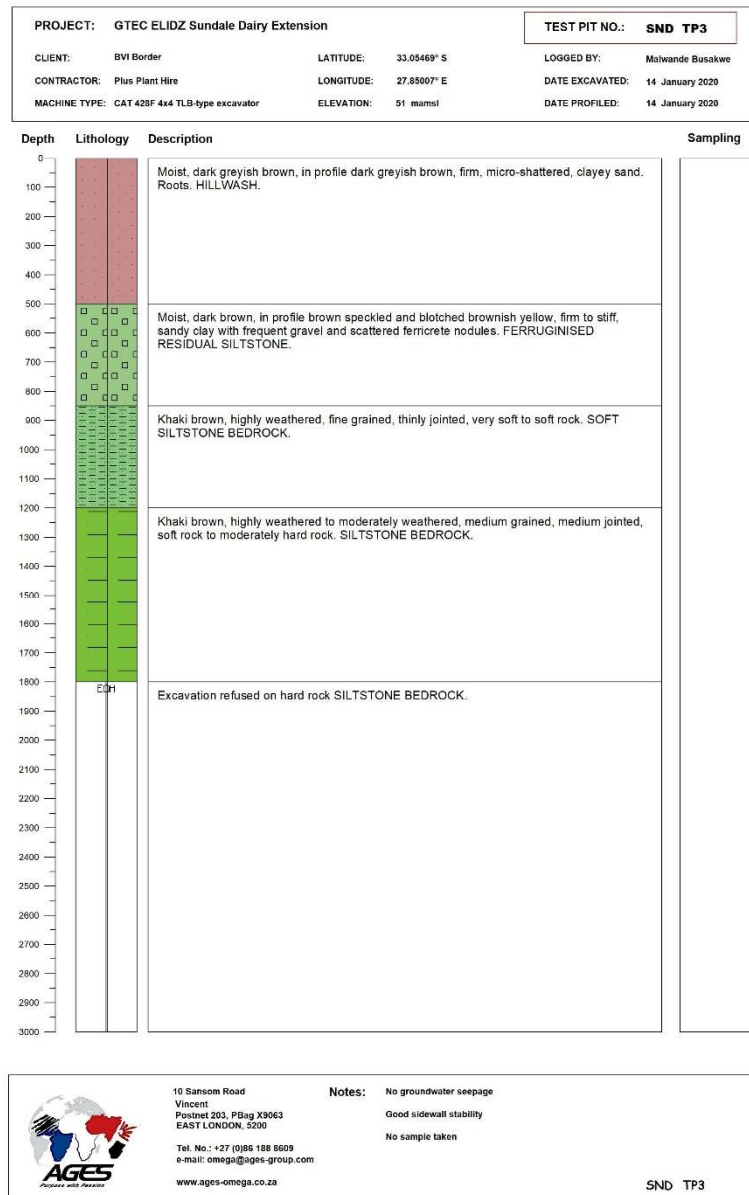 PROJECT: GTEC ELIDZ Sundale Dairy Extension
TEST PIT NO.: SND TP3
CLIENT: BVI Border LATITUDE: 33.05469° S LOGGED BY: Malwande Busakwe
CONTRACTOR: Plus Plant Hire LONGITUDE: 27.85007° E DATE EXCAVATED: 14 January 2020
MACHINE TYPE: CAT 428F 4x4 TLB-type excavator ELEVATION: 51 mamsl DATE PROFILED: 14 January 2020
Depth Lithology Description Sampling
0
Moist, dark greyish brown, in profile dark greyish brown, firm, micro-shattered, clayey sand.
Roots. HILLWASH.
100
200
300
400
500
Moist, dark brown, in profile brown speckled and blotched brownish yellow, firm to stiff,
sandy clay with frequent gravel and scattered ferricrete nodules. FERRUGINISED
RESIDUAL SILTSTONE.
600
700
800
900
Khaki brown, highly weathered, fine grained, thinly jointed, very soft to soft rock. SOFT
SILTSTONE BEDROCK.
1000
1100
1200
Khaki brown, highly weathered to moderately weathered, medium grained, medium jointed,
soft rock to moderately hard rock. SILTSTONE BEDROCK.
1300
1400
1500
1600
1700
1800
EOH
Excavation refused on hard rock SILTSTONE BEDROCK.
1900
2000
2100
2200
2300
2400
2500
2600
2700
2800
2900
3000
AGES
Purpose with Passion
10 Sansom Road
Vincent
Postnet 203, PBag X9063
EAST LONDON, 5200
Tel. No.: +27 (0)86 188 8609
e-mail: omega@ages-group.com
www.ages-omega.co.za
Notes: No groundwater seepage
Good sidewall stability
No sample taken
SND TP3